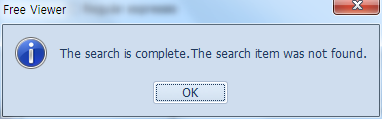 Free Viewer
The search is complete.The search item was not found.
OK